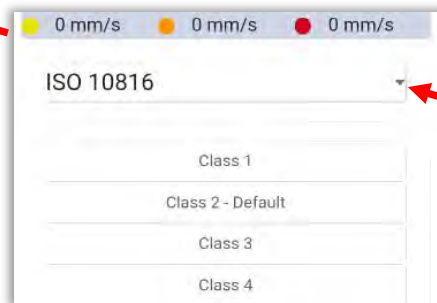 0 mm/s 0 mm/s 0 mm/s
ISO 10816
Class 1
Class 2 - Default
Class 3
Class 4